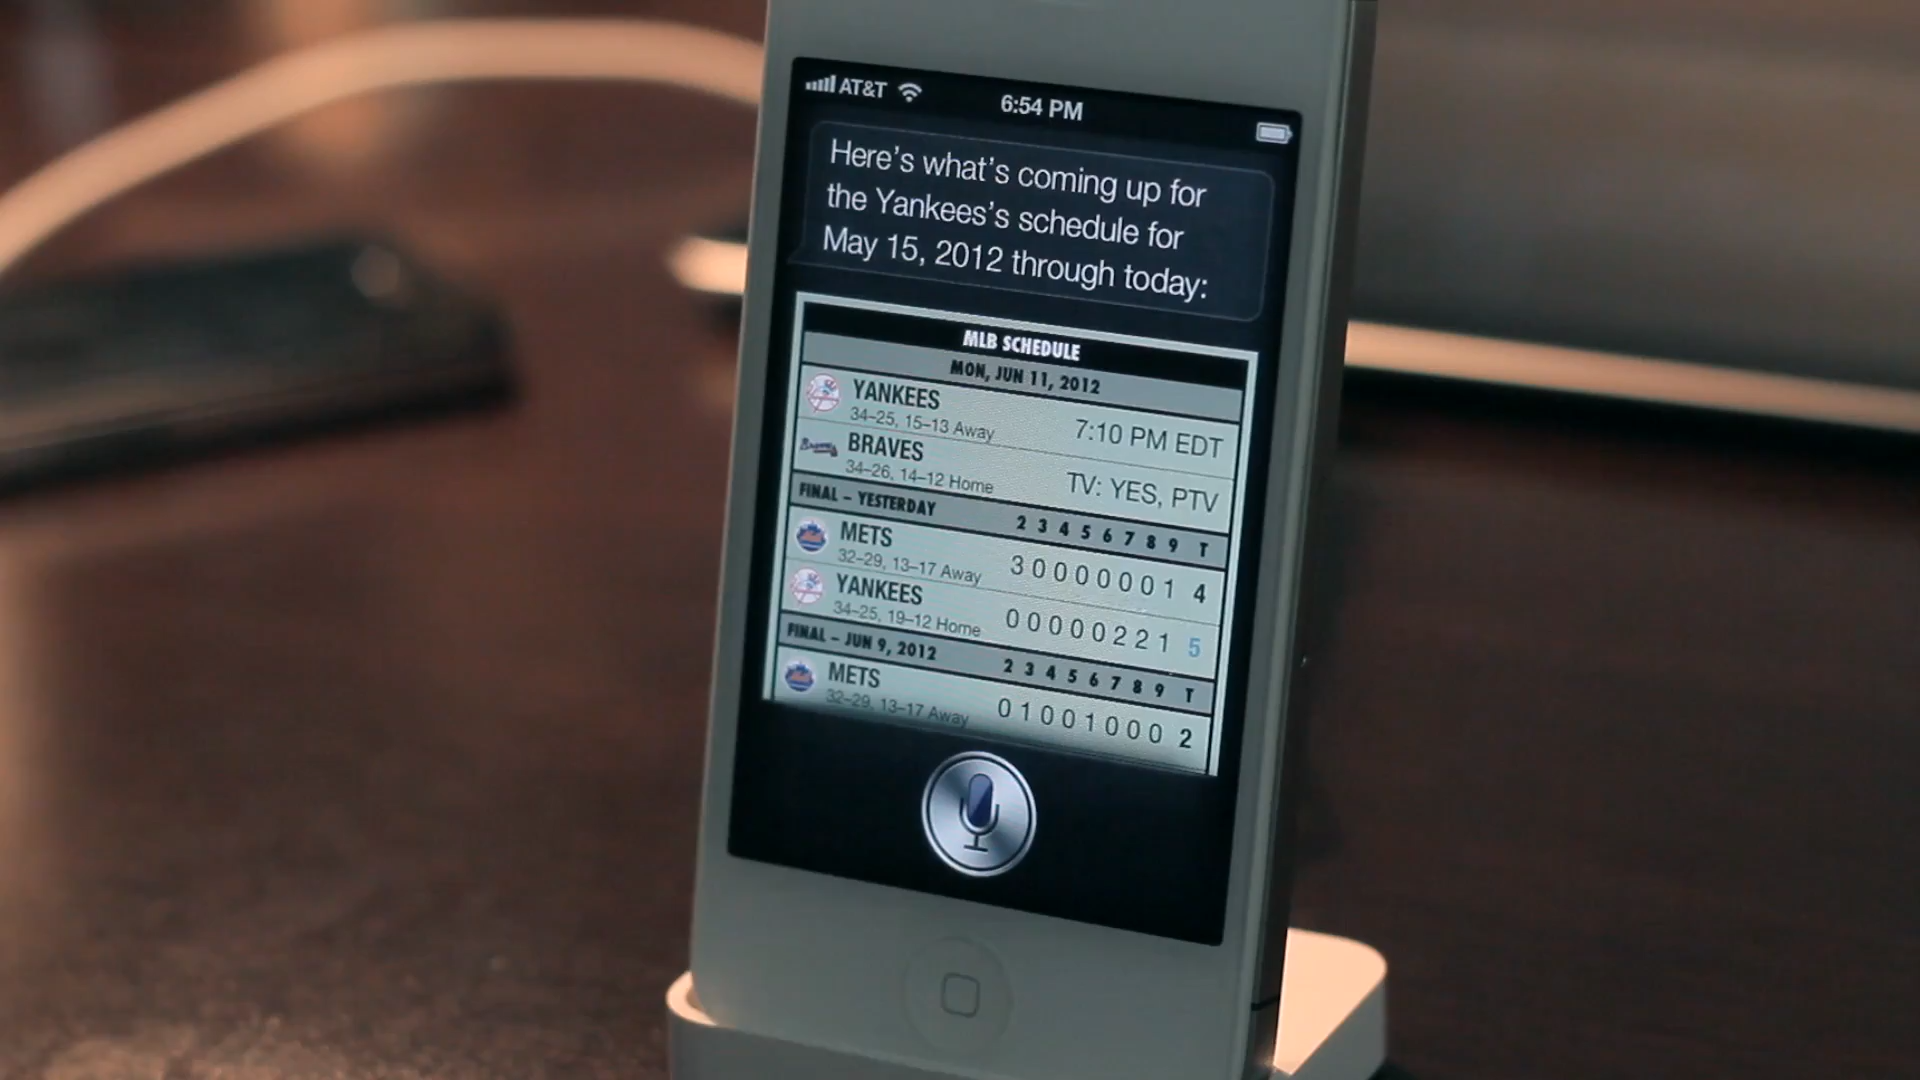 AT&T 6:54 PM
Here's what's coming up for
the Yankees's schedule for
May 15, 2012 through today:
MLB SCHEDULE
MON, JUN 11, 2012
YANKEES
34–25, 15–13 Away
7:10 PM EDT
BRAVES
34–26, 14–12 Home
TV: YES, PTV
FINAL – YESTERDAY 2 3 4 5 6 7 8 9 T
METS
32–29, 13–17 Away
3 0 0 0 0 0 0 1 4
YANKEES
34–25, 19–12 Home
0 0 0 0 0 2 2 1 5
FINAL – JUN 9, 2012 2 3 4 5 6 7 8 9 T
METS
32–29, 13–17 Away
0 1 0 0 1 0 0 0 2